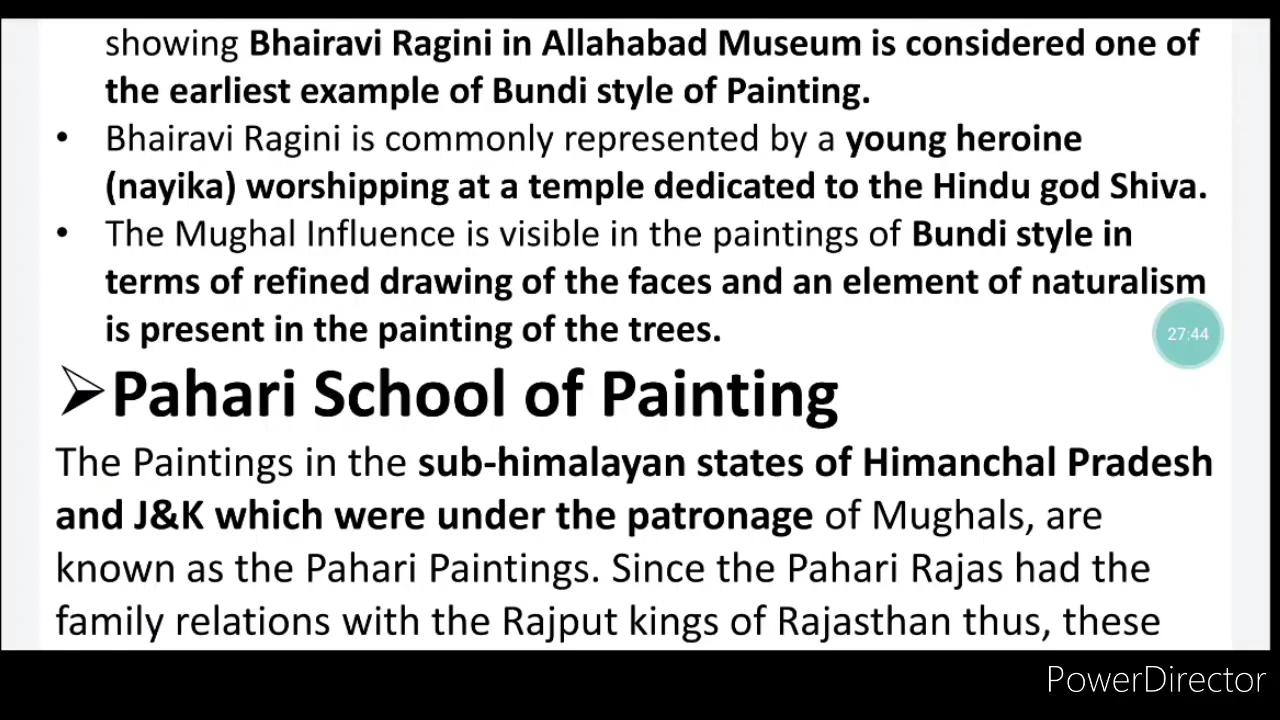 showing Bhairavi Ragini in Allahabad Museum is considered one of
the earliest example of Bundi style of Painting.
• Bhairavi Ragini is commonly represented by a young heroine
(nayika) worshipping at a temple dedicated to the Hindu god Shiva.
• The Mughal Influence is visible in the paintings of Bundi style in
terms of refined drawing of the faces and an element of naturalism
is present in the painting of the trees.
27:44
➢Pahari School of Painting
The Paintings in the sub-himalayan states of Himanchal Pradesh
and J&K which were under the patronage of Mughals, are
known as the Pahari Paintings. Since the Pahari Rajas had the
family relations with the Rajput kings of Rajasthan thus, these
PowerDirector